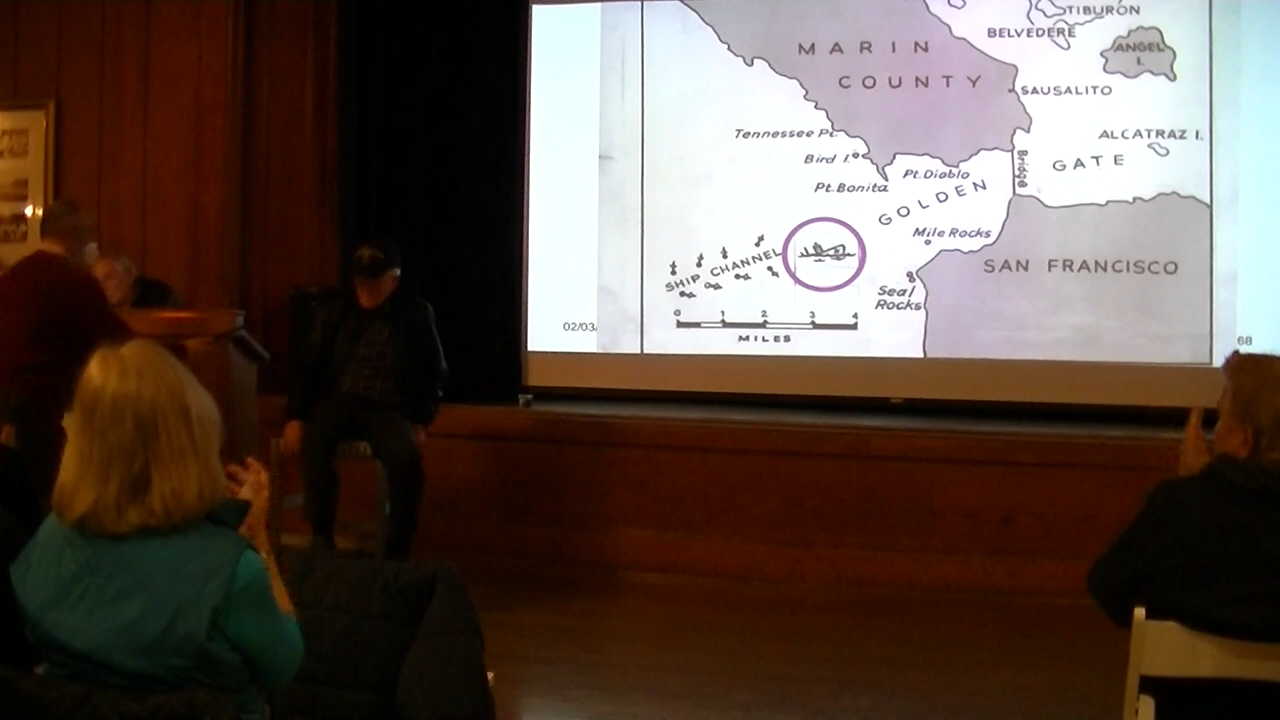 TIBURON
BELVEDERE
ANGEL
I.
MARIN
COUNTY
SAUSALITO
Tennessee Pt.
ALCATRAZ I.
Bird I.
Bridge
GATE
Pt. Diablo
Pt. Bonita
GOLDEN
Mile Rocks
SHIP CHANNEL
SAN FRANCISCO
Seal
Rocks
0 1 2 3 4
MILES
02/03/
68